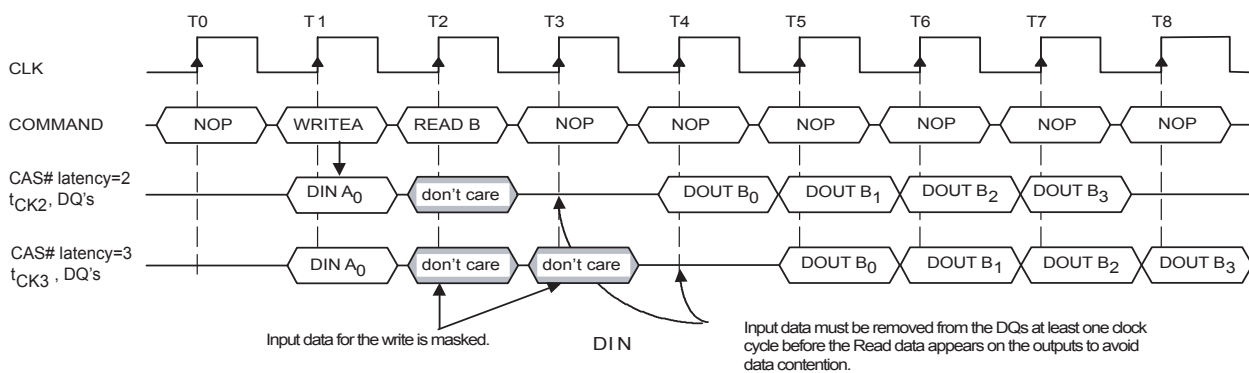 T0 T1 T2 T3 T4 T5 T6 T7 T8
CLK
COMMAND NOP WRITEA READ B NOP NOP NOP NOP NOP NOP
CAS# latency=2
tCK2, DQ's DIN A0 don't care DOUT B0 DOUT B1 DOUT B2 DOUT B3
CAS# latency=3
tCK3 , DQ's DIN A0 don't care don't care DOUT B0 DOUT B1 DOUT B2 DOUT B3
Input data for the write is masked.
DIN
Input data must be removed from the DQs at least one clock
cycle before the Read data appears on the outputs to avoid
data contention.